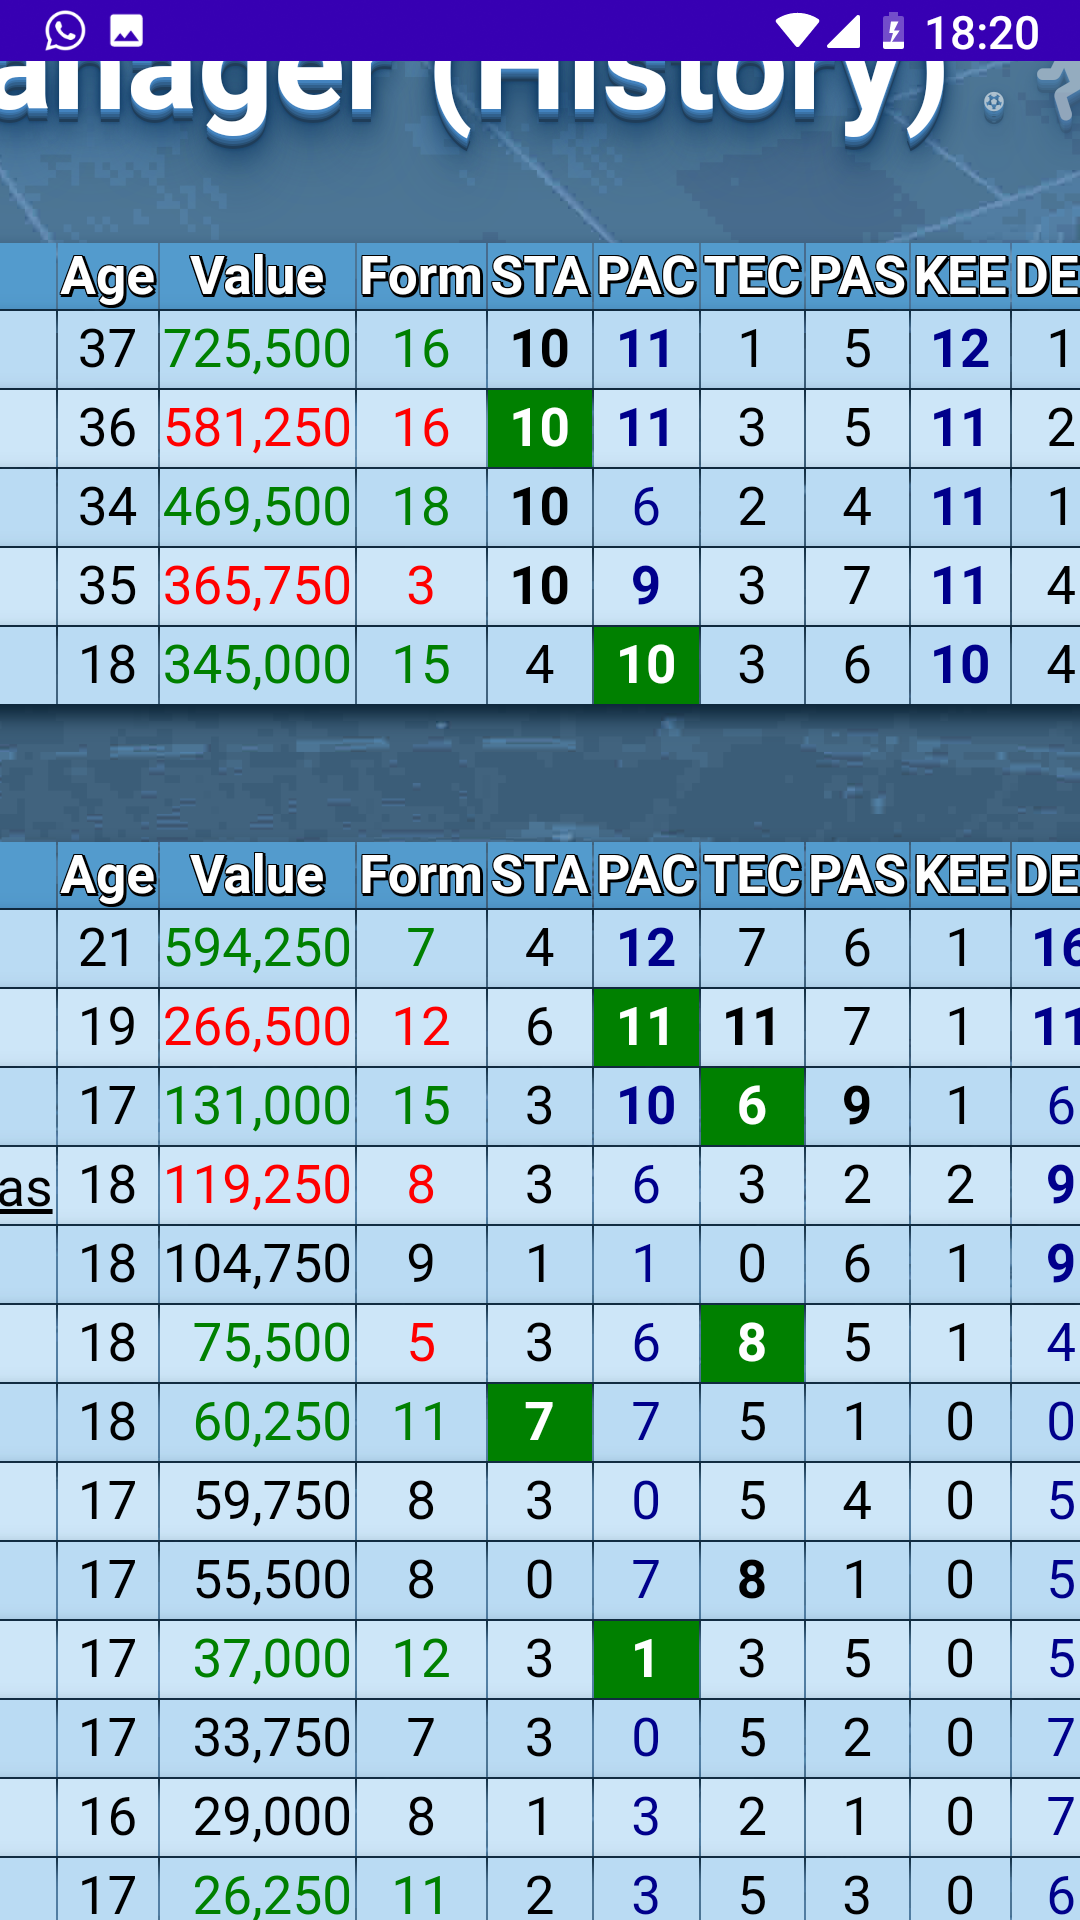 18:20
anager (History)
Age Value Form STA PAC TEC PAS KEE DE
37 725,500 16 10 11 1 5 12 1
36 581,250 16 10 11 3 5 11 2
34 469,500 18 10 6 2 4 11 1
35 365,750 3 10 9 3 7 11 4
18 345,000 15 4 10 3 6 10 4
Age Value Form STA PAC TEC PAS KEE DE
21 594,250 7 4 12 7 6 1 16
19 266,500 12 6 11 11 7 1 11
17 131,000 15 3 10 6 9 1 6
as 18 119,250 8 3 6 3 2 2 9
18 104,750 9 1 1 0 6 1 9
18 75,500 5 3 6 8 5 1 4
18 60,250 11 7 7 5 1 0 0
17 59,750 8 3 0 5 4 0 5
17 55,500 8 0 7 8 1 0 5
17 37,000 12 3 1 3 5 0 5
17 33,750 7 3 0 5 2 0 7
16 29,000 8 1 3 2 1 0 7
17 26,250 11 2 3 5 3 0 6